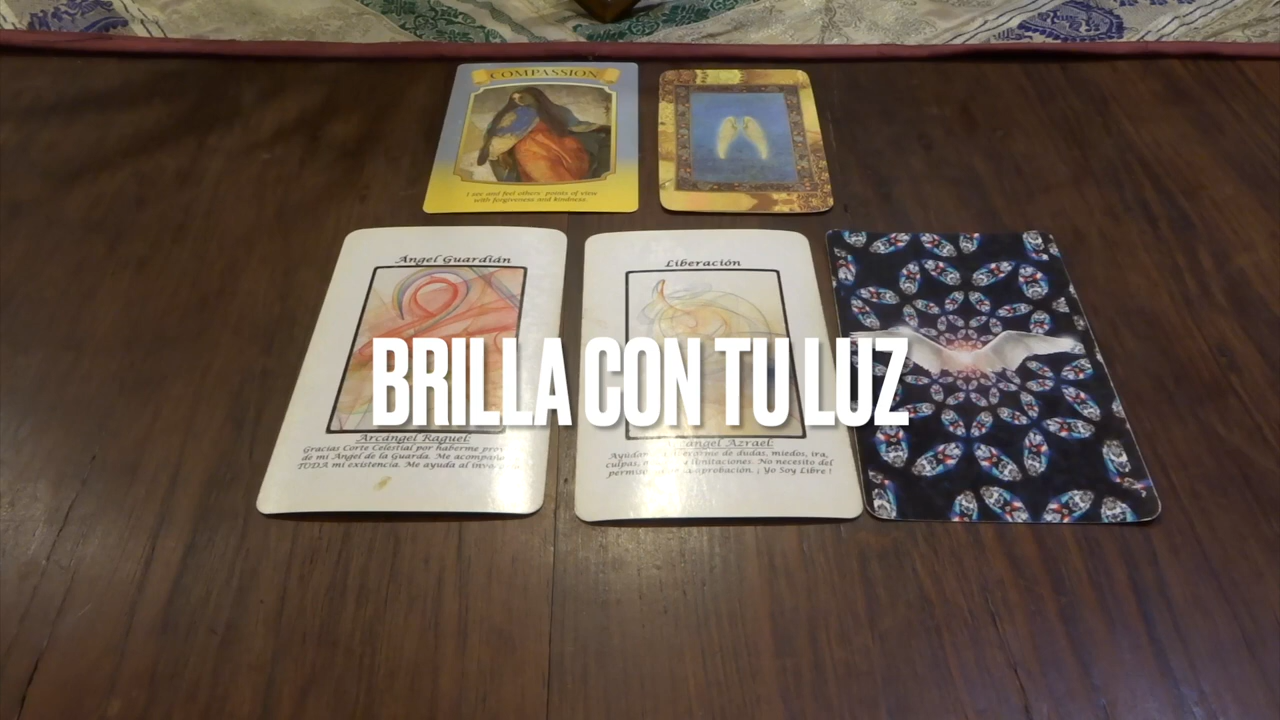 COMPASSION
I see and feel others' points of view
with forgiveness and kindness.
Angel Guardián
Liberación
BRILLA CON TU LUZ
Arcángel Raguel:
Gracias Corte Celestial por haberme
de mi Angel de la Guarda. Me
TODA mi existencia. Me ayuda al
Azrael:
de dudas, miedos, ira,
culpas, limitaciones. No necesito del
aprobación. ¡ Yo Soy Libre !